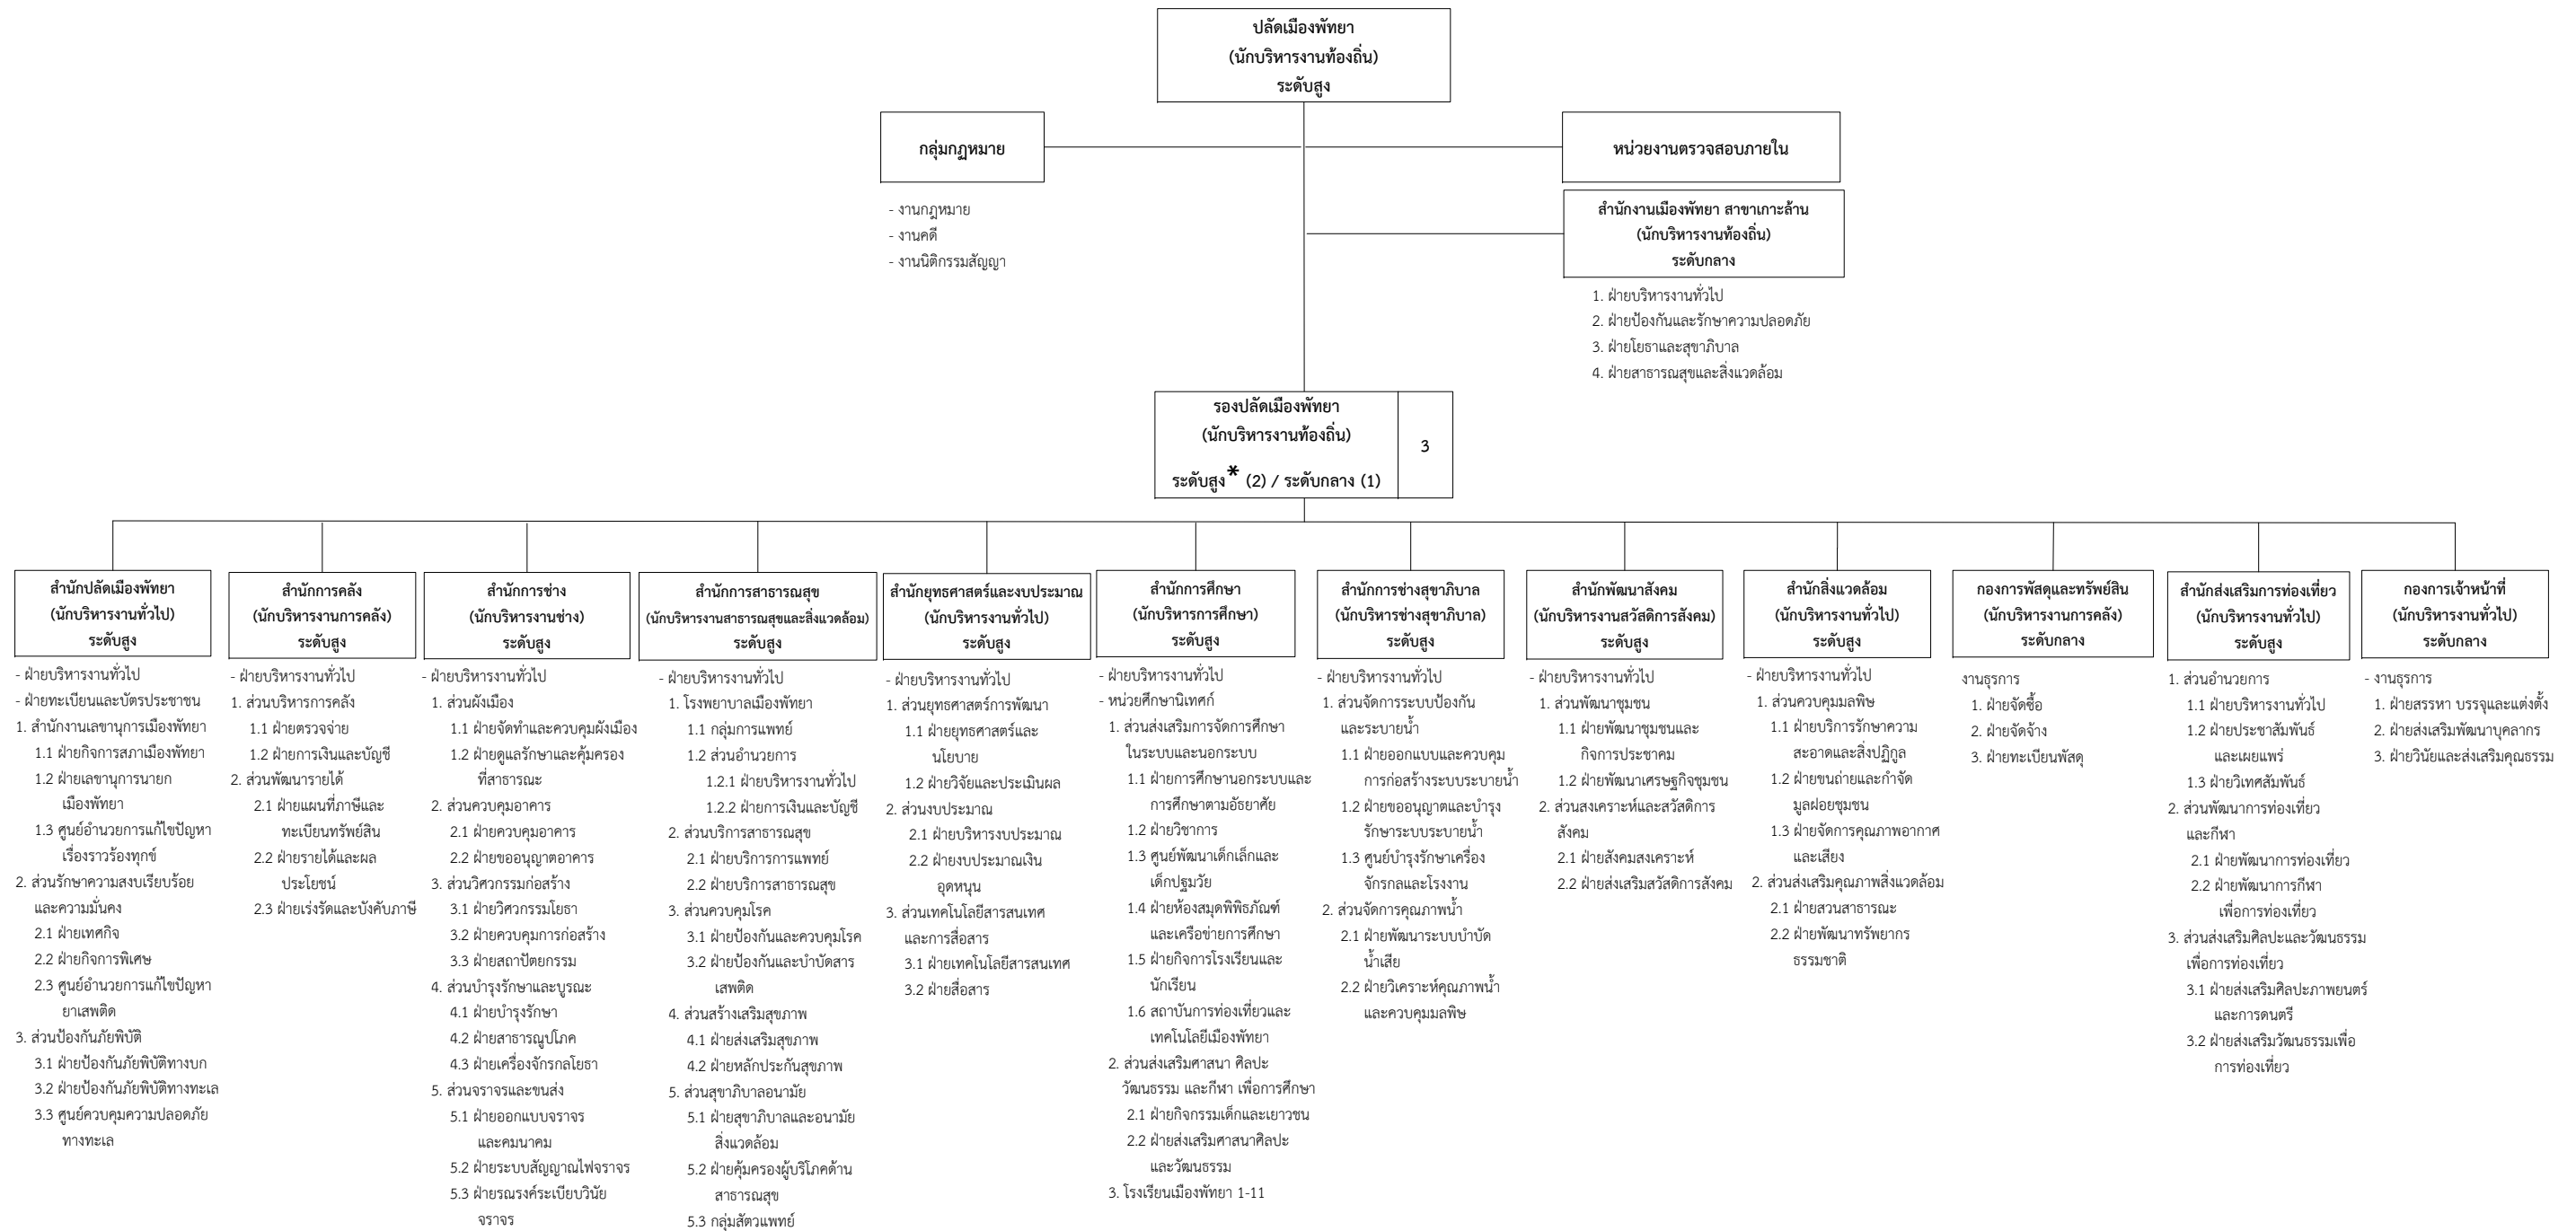 ปลัดเมืองพัทยา
(นักบริหารงานท้องถิ่น)
ระดับสูง
กลุ่มกฎหมาย
- งานกฎหมาย
- งานคดี
- งานนิติกรรมสัญญา
หน่วยงานตรวจสอบภายใน
สำนักงานเมืองพัทยา สาขาเกาะล้าน
(นักบริหารงานท้องถิ่น)
ระดับกลาง
1. ฝ่ายบริหารงานทั่วไป
2. ฝ่ายป้องกันและรักษาความปลอดภัย
3. ฝ่ายโยธาและสุขาภิบาล
4. ฝ่ายสาธารณสุขและสิ่งแวดล้อม
รองปลัดเมืองพัทยา
(นักบริหารงานท้องถิ่น)
ระดับสูง* (2) / ระดับกลาง (1)
3
สำนักปลัดเมืองพัทยา
(นักบริหารงานทั่วไป)
ระดับสูง
- ฝ่ายบริหารงานทั่วไป
- ฝ่ายทะเบียนและบัตรประชาชน
1. สำนักงานเลขานุการเมืองพัทยา
1.1 ฝ่ายกิจการสภาเมืองพัทยา
1.2 ฝ่ายเลขานุการนายก
เมืองพัทยา
1.3 ศูนย์อำนวยการแก้ไขปัญหา
เรื่องราวร้องทุกข์
2. ส่วนรักษาความสงบเรียบร้อย
และความมั่นคง
2.1 ฝ่ายเทศกิจ
2.2 ฝ่ายกิจการพิเศษ
2.3 ศูนย์อำนวยการแก้ไขปัญหา
ยาเสพติด
3. ส่วนป้องกันภัยพิบัติ
3.1 ฝ่ายป้องกันภัยพิบัติทางบก
3.2 ฝ่ายป้องกันภัยพิบัติทางทะเล
3.3 ศูนย์ควบคุมความปลอดภัย
ทางทะเล
สำนักการคลัง
(นักบริหารงานการคลัง)
ระดับสูง
- ฝ่ายบริหารงานทั่วไป
1. ส่วนบริหารการคลัง
1.1 ฝ่ายตรวจจ่าย
1.2 ฝ่ายการเงินและบัญชี
2. ส่วนพัฒนารายได้
2.1 ฝ่ายแผนที่ภาษีและ
ทะเบียนทรัพย์สิน
2.2 ฝ่ายรายได้และผล
ประโยชน์
2.3 ฝ่ายเร่งรัดและบังคับภาษี
สำนักการช่าง
(นักบริหารงานช่าง)
ระดับสูง
- ฝ่ายบริหารงานทั่วไป
1. ส่วนผังเมือง
1.1 ฝ่ายจัดทำและควบคุมผังเมือง
1.2 ฝ่ายดูแลรักษาและคุ้มครอง
ที่สาธารณะ
2. ส่วนควบคุมอาคาร
2.1 ฝ่ายควบคุมอาคาร
2.2 ฝ่ายขออนุญาตอาคาร
3. ส่วนวิศวกรรมก่อสร้าง
3.1 ฝ่ายวิศวกรรมโยธา
3.2 ฝ่ายควบคุมการก่อสร้าง
3.3 ฝ่ายสถาปัตยกรรม
4. ส่วนบำรุงรักษาและบูรณะ
4.1 ฝ่ายบำรุงรักษา
4.2 ฝ่ายสาธารณูปโภค
4.3 ฝ่ายเครื่องจักรกลโยธา
5. ส่วนจราจรและขนส่ง
5.1 ฝ่ายออกแบบจราจร
และคมนาคม
5.2 ฝ่ายระบบสัญญาณไฟจราจร
5.3 ฝ่ายรณรงค์ระเบียบวินัย
จราจร
สำนักการสาธารณสุข
(นักบริหารงานสาธารณสุขและสิ่งแวดล้อม)
ระดับสูง
- ฝ่ายบริหารงานทั่วไป
1. โรงพยาบาลเมืองพัทยา
1.1 กลุ่มการแพทย์
1.2 ส่วนอำนวยการ
1.2.1 ฝ่ายบริหารงานทั่วไป
1.2.2 ฝ่ายการเงินและบัญชี
2. ส่วนบริการสาธารณสุข
2.1 ฝ่ายบริการการแพทย์
2.2 ฝ่ายบริการสาธารณสุข
3. ส่วนควบคุมโรค
3.1 ฝ่ายป้องกันและควบคุมโรค
3.2 ฝ่ายป้องกันและบำบัดสาร
เสพติด
4. ส่วนสร้างเสริมสุขภาพ
4.1 ฝ่ายส่งเสริมสุขภาพ
4.2 ฝ่ายหลักประกันสุขภาพ
5. ส่วนสุขาภิบาลอนามัย
5.1 ฝ่ายสุขาภิบาลและอนามัย
สิ่งแวดล้อม
5.2 ฝ่ายคุ้มครองผู้บริโภคด้าน
สาธารณสุข
5.3 กลุ่มสัตวแพทย์
สำนักยุทธศาสตร์และงบประมาณ
(นักบริหารงานทั่วไป)
ระดับสูง
- ฝ่ายบริหารงานทั่วไป
1. ส่วนยุทธศาสตร์การพัฒนา
1.1 ฝ่ายยุทธศาสตร์และ
นโยบาย
1.2 ฝ่ายวิจัยและประเมินผล
2. ส่วนงบประมาณ
2.1 ฝ่ายบริหารงบประมาณ
2.2 ฝ่ายงบประมาณเงิน
อุดหนุน
3. ส่วนเทคโนโลยีสารสนเทศ
และการสื่อสาร
3.1 ฝ่ายเทคโนโลยีสารสนเทศ
3.2 ฝ่ายสื่อสาร
สำนักการศึกษา
(นักบริหารการศึกษา)
ระดับสูง
- ฝ่ายบริหารงานทั่วไป
- หน่วยศึกษานิเทศก์
1. ส่วนส่งเสริมการจัดการศึกษา
ในระบบและนอกระบบ
1.1 ฝ่ายการศึกษานอกระบบและ
การศึกษาตามอัธยาศัย
1.2 ฝ่ายวิชาการ
1.3 ศูนย์พัฒนาเด็กเล็กและ
เด็กปฐมวัย
1.4 ฝ่ายห้องสมุดพิพิธภัณฑ์
และเครือข่ายการศึกษา
1.5 ฝ่ายกิจการโรงเรียนและ
นักเรียน
1.6 สถาบันการท่องเที่ยวและ
เทคโนโลยีเมืองพัทยา
2. ส่วนส่งเสริมศาสนา ศิลปะ
วัฒนธรรม และกีฬา เพื่อการศึกษา
2.1 ฝ่ายกิจกรรมเด็กและเยาวชน
2.2 ฝ่ายส่งเสริมศาสนาศิลปะ
และวัฒนธรรม
3. โรงเรียนเมืองพัทยา 1-11
สำนักการช่างสุขาภิบาล
(นักบริหารช่างสุขาภิบาล)
ระดับสูง
- ฝ่ายบริหารงานทั่วไป
1. ส่วนจัดการระบบป้องกัน
และระบายน้ำ
1.1 ฝ่ายออกแบบและควบคุม
การก่อสร้างระบบระบายน้ำ
1.2 ฝ่ายขออนุญาตและบำรุง
รักษาระบบระบายน้ำ
1.3 ศูนย์บำรุงรักษาเครื่อง
จักรกลและโรงงาน
2. ส่วนจัดการคุณภาพน้ำ
2.1 ฝ่ายพัฒนาระบบบำบัด
น้ำเสีย
2.2 ฝ่ายวิเคราะห์คุณภาพน้ำ
และควบคุมมลพิษ
สำนักพัฒนาสังคม
(นักบริหารงานสวัสดิการสังคม)
ระดับสูง
- ฝ่ายบริหารงานทั่วไป
1. ส่วนพัฒนาชุมชน
1.1 ฝ่ายพัฒนาชุมชนและ
กิจการประชาคม
1.2 ฝ่ายพัฒนาเศรษฐกิจชุมชน
2. ส่วนสงเคราะห์และสวัสดิการ
สังคม
2.1 ฝ่ายสังคมสงเคราะห์
2.2 ฝ่ายส่งเสริมสวัสดิการสังคม
สำนักสิ่งแวดล้อม
(นักบริหารงานทั่วไป)
ระดับสูง
- ฝ่ายบริหารงานทั่วไป
1. ส่วนควบคุมมลพิษ
1.1 ฝ่ายบริการรักษาความ
สะอาดและสิ่งปฏิกูล
1.2 ฝ่ายขนถ่ายและกำจัด
มูลฝอยชุมชน
1.3 ฝ่ายจัดการคุณภาพอากาศ
และเสียง
2. ส่วนส่งเสริมคุณภาพสิ่งแวดล้อม
2.1 ฝ่ายสวนสาธารณะ
2.2 ฝ่ายพัฒนาทรัพยากร
ธรรมชาติ
กองการพัสดุและทรัพย์สิน
(นักบริหารงานการคลัง)
ระดับกลาง
งานธุรการ
1. ฝ่ายจัดซื้อ
2. ฝ่ายจัดจ้าง
3. ฝ่ายทะเบียนพัสดุ
สำนักส่งเสริมการท่องเที่ยว
(นักบริหารงานทั่วไป)
ระดับสูง
1. ส่วนอำนวยการ
1.1 ฝ่ายบริหารงานทั่วไป
1.2 ฝ่ายประชาสัมพันธ์
และเผยแพร่
1.3 ฝ่ายวิเทศสัมพันธ์
2. ส่วนพัฒนาการท่องเที่ยว
และกีฬา
2.1 ฝ่ายพัฒนาการท่องเที่ยว
2.2 ฝ่ายพัฒนาการกีฬา
เพื่อการท่องเที่ยว
3. ส่วนส่งเสริมศิลปะและวัฒนธรรม
เพื่อการท่องเที่ยว
3.1 ฝ่ายส่งเสริมศิลปะภาพยนตร์
และการดนตรี
3.2 ฝ่ายส่งเสริมวัฒนธรรมเพื่อ
การท่องเที่ยว
กองการเจ้าหน้าที่
(นักบริหารงานทั่วไป)
ระดับกลาง
- งานธุรการ
1. ฝ่ายสรรหา บรรจุและแต่งตั้ง
2. ฝ่ายส่งเสริมพัฒนาบุคลากร
3. ฝ่ายวินัยและส่งเสริมคุณธรรม